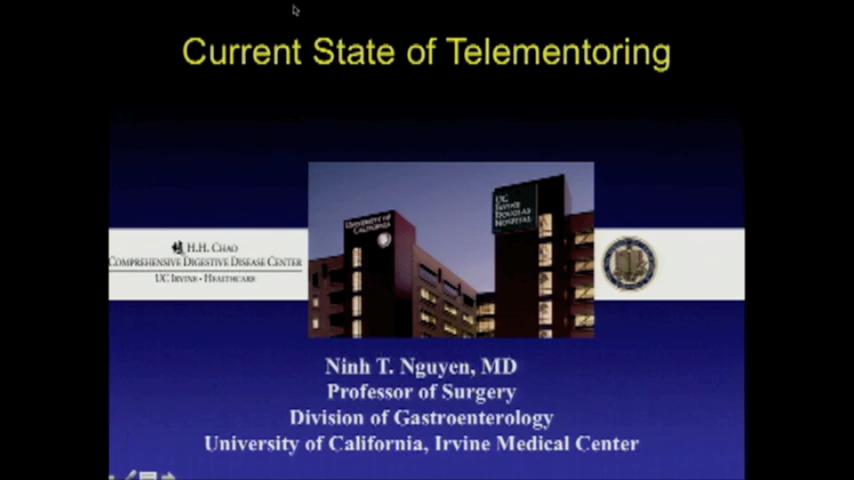 Current State of Telementoring
UNIVERSITY OF
CALIFORNIA
UC
IRVINE
DOUGLAS
HOSPITAL
H.H. CHAO
COMPREHENSIVE DIGESTIVE DISEASE CENTER
UC IRVINE • HEALTHCARE
Ninh T. Nguyen, MD
Professor of Surgery
Division of Gastroenterology
University of California, Irvine Medical Center